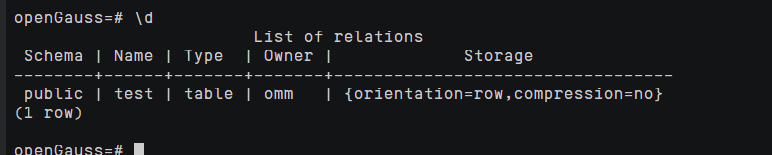 openGauss=# \d
                         List of relations
 Schema | Name | Type  | Owner |             Storage
--------+------+-------+-------+----------------------------------
 public | test | table | omm   | {orientation=row,compression=no}
(1 row)
openGauss=#